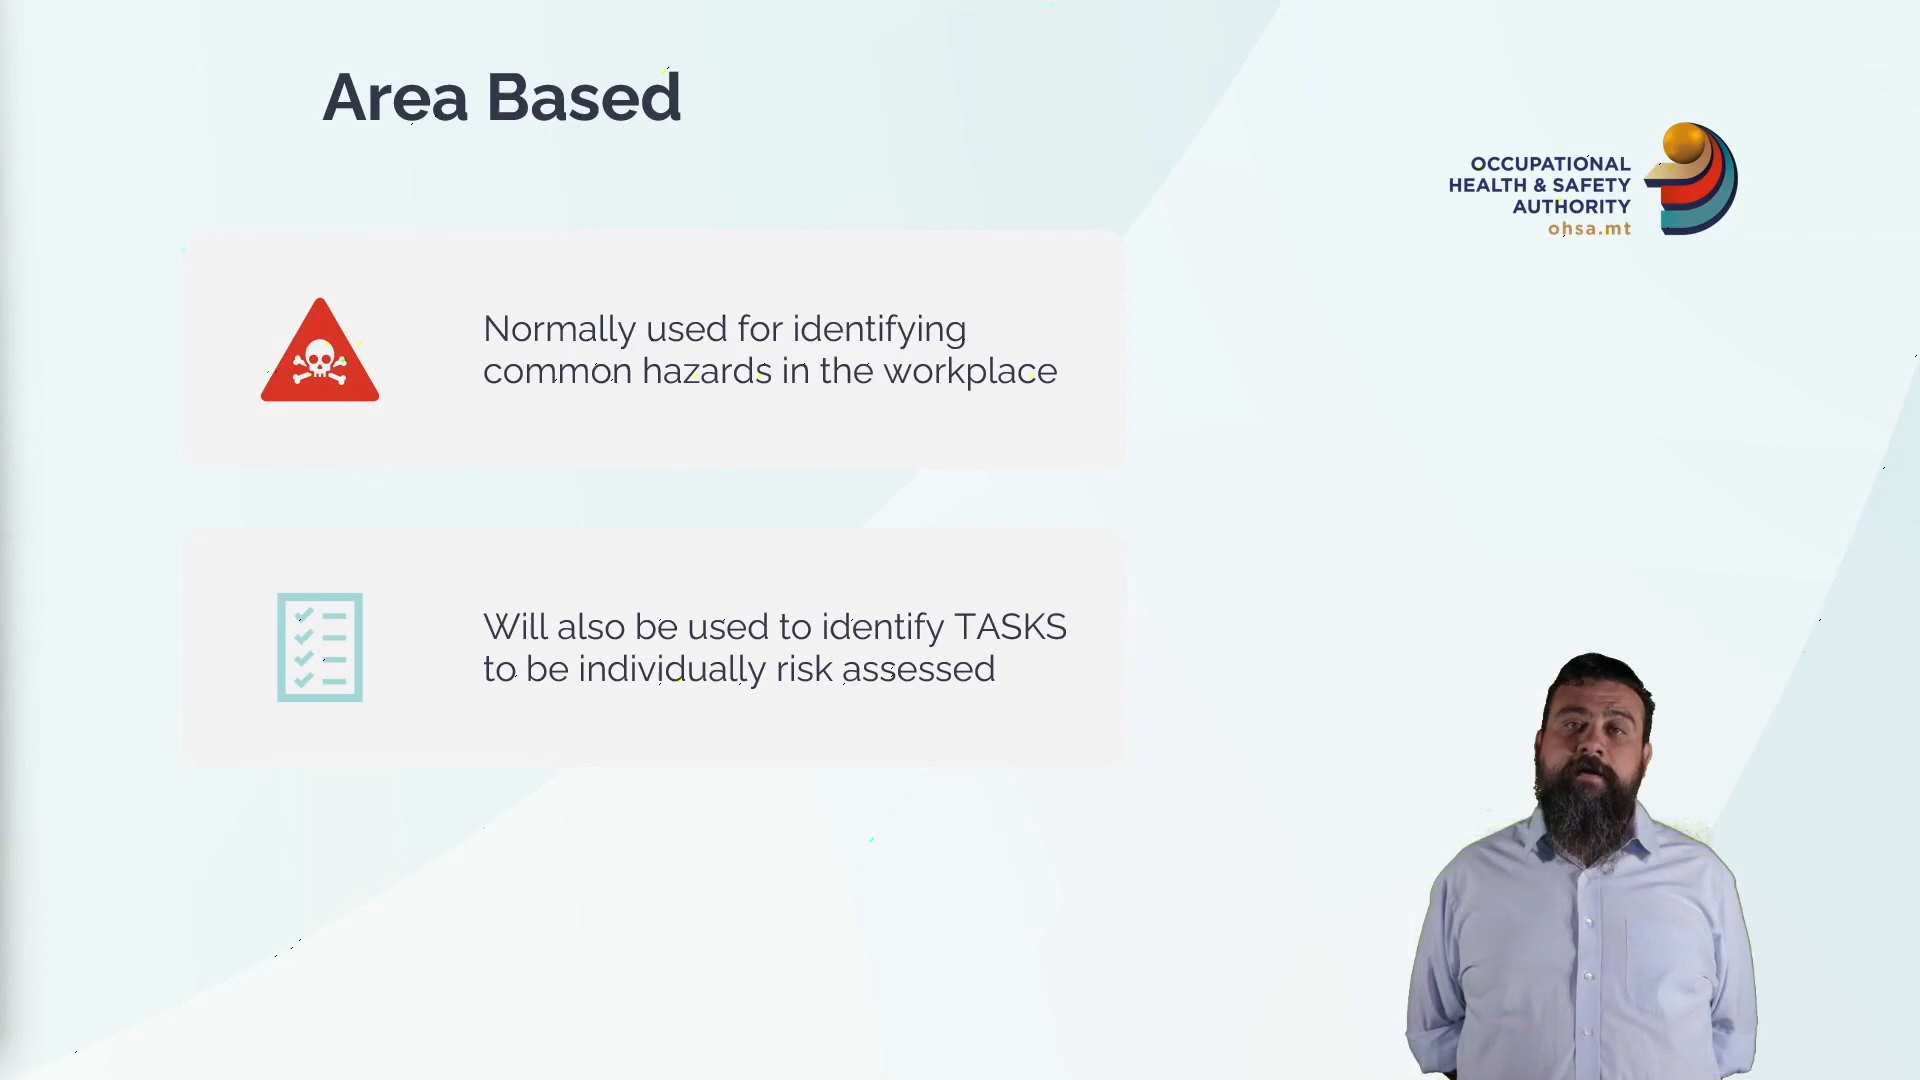 Area Based
OCCUPATIONAL
HEALTH & SAFETY
AUTHORITY
ohsa.mt
Normally used for identifying
common hazards in the workplace
Will also be used to identify TASKS
to be individually risk assessed